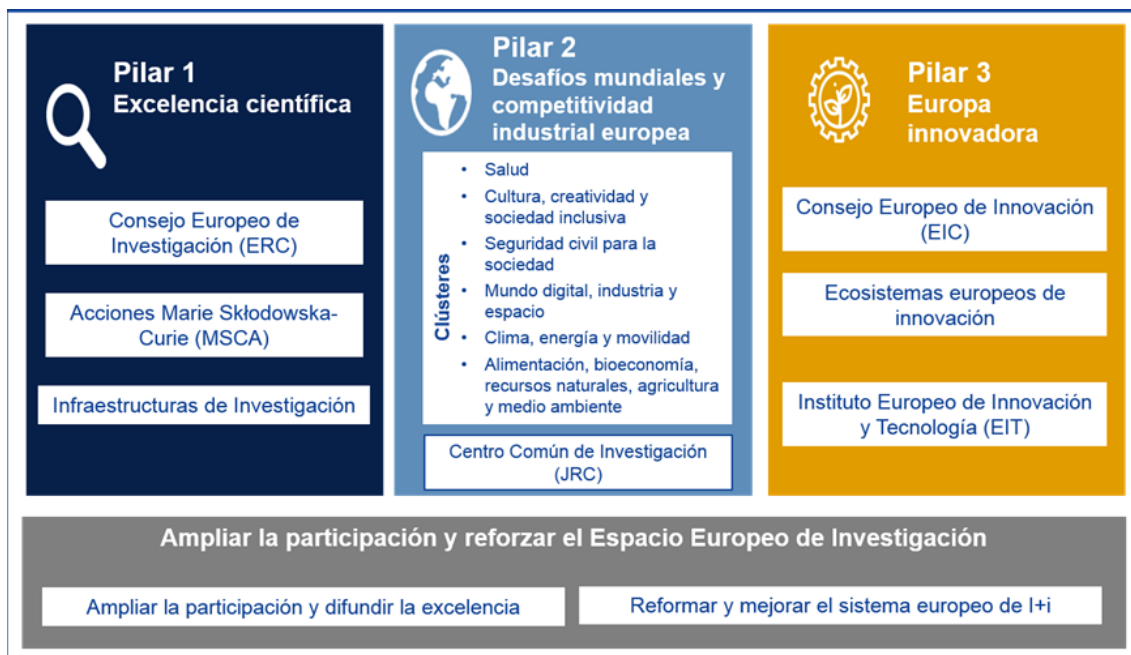 Pilar 1
Excelencia científica
Consejo Europeo de
Investigación (ERC)
Acciones Marie Skłodowska-
Curie (MSCA)
Infraestructuras de Investigación
Pilar 2
Desafíos mundiales y
competitividad
industrial europea
Clústeres
• Salud
• Cultura, creatividad y
sociedad inclusiva
• Seguridad civil para la
sociedad
• Mundo digital, industria y
espacio
• Clima, energía y movilidad
• Alimentación, bioeconomía,
recursos naturales, agricultura
y medio ambiente
Centro Común de Investigación
(JRC)
Pilar 3
Europa
innovadora
Consejo Europeo de Innovación
(EIC)
Ecosistemas europeos de
innovación
Instituto Europeo de Innovación
y Tecnología (EIT)
Ampliar la participación y reforzar el Espacio Europeo de Investigación
Ampliar la participación y difundir la excelencia
Reformar y mejorar el sistema europeo de I+i